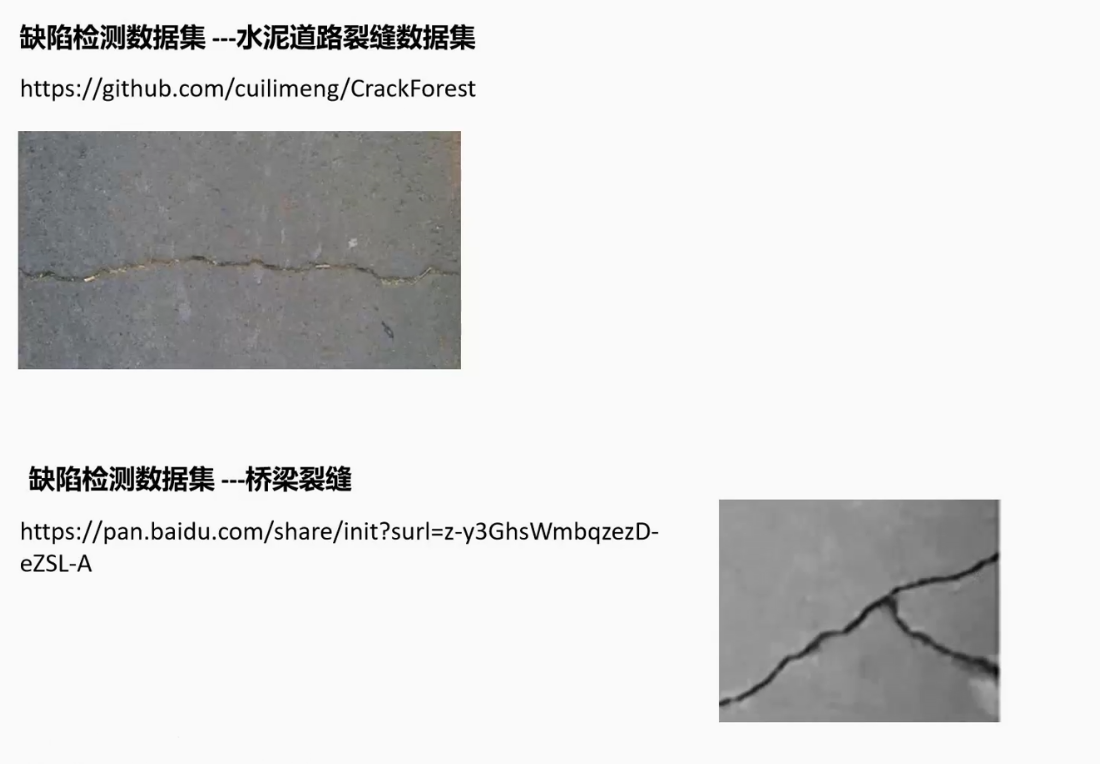 缺陷检测数据集 ---水泥道路裂缝数据集
https://github.com/cuilimeng/CrackForest
缺陷检测数据集 ---桥梁裂缝
https://pan.baidu.com/share/init?surl=z-y3GhsWmbqzezD-
eZSL-A